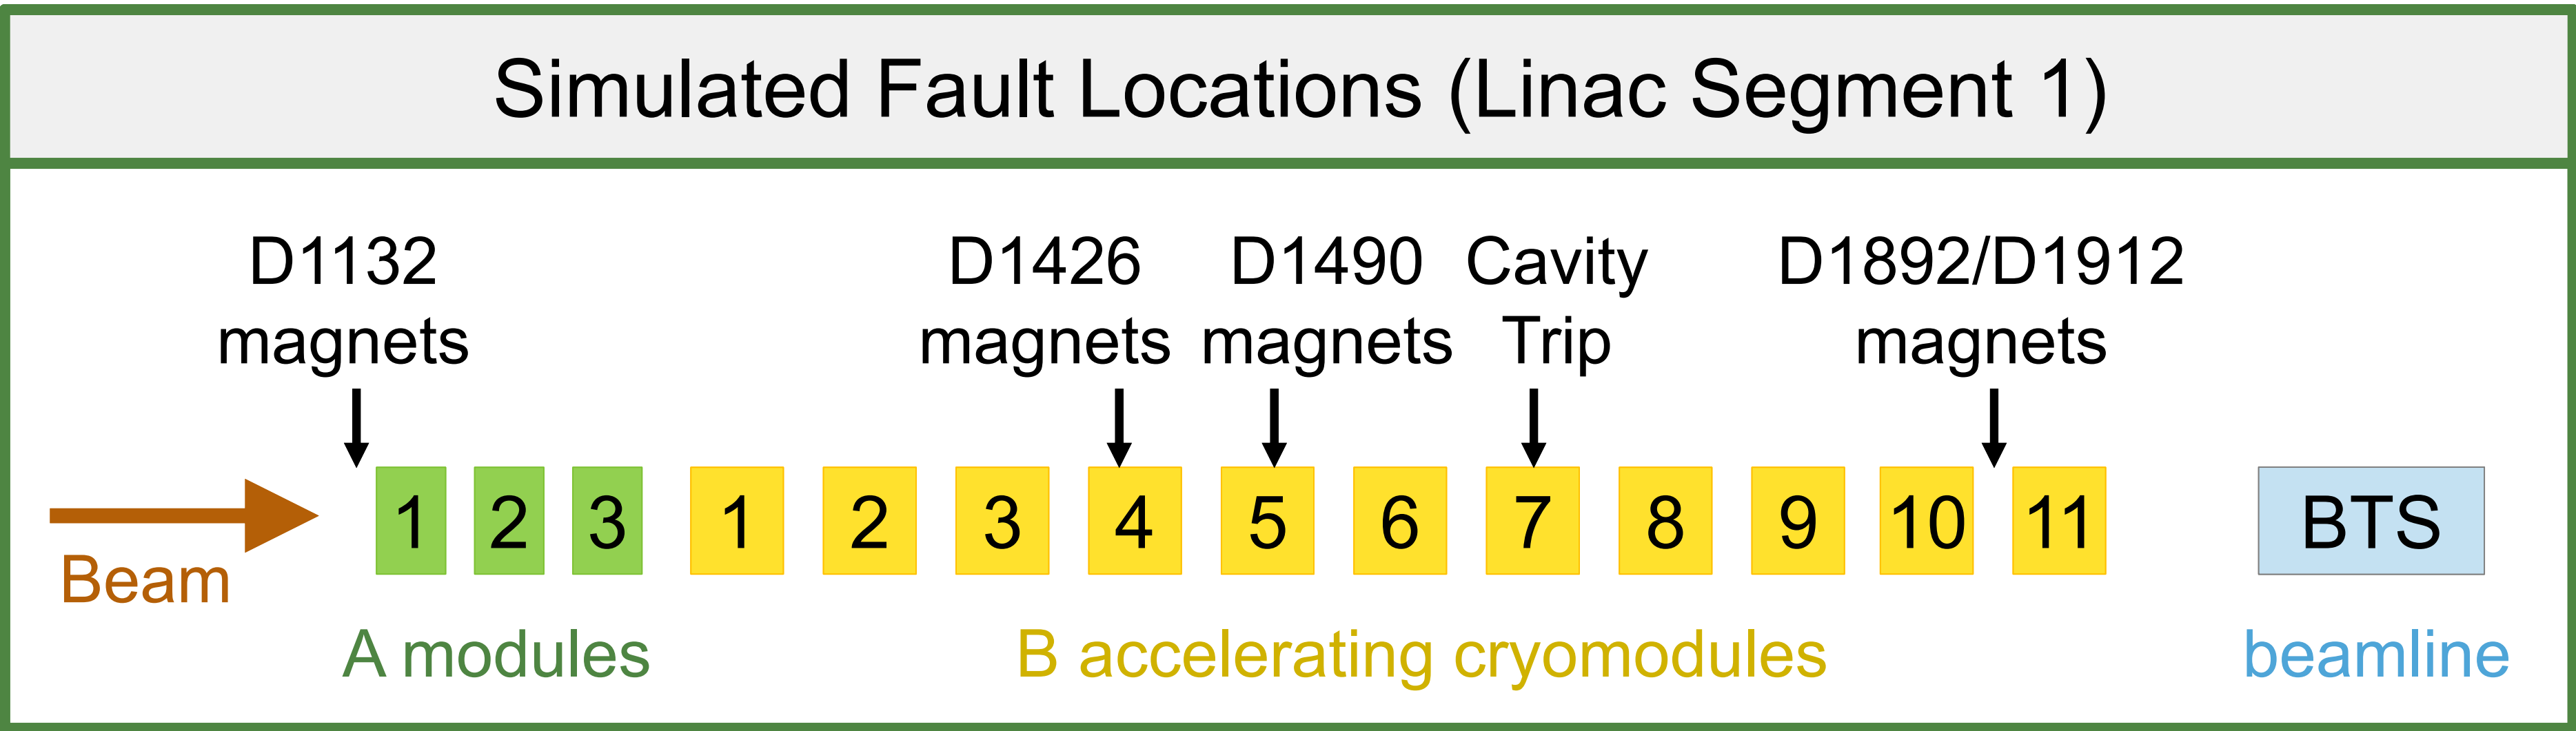 Simulated Fault Locations (Linac Segment 1)
D1132
magnets
D1426
magnets
D1490
magnets
Cavity
Trip
D1892/D1912
magnets
Beam
1 2 3 1 2 3 4 5 6 7 8 9 10 11 BTS
A modules
B accelerating cryomodules
beamline